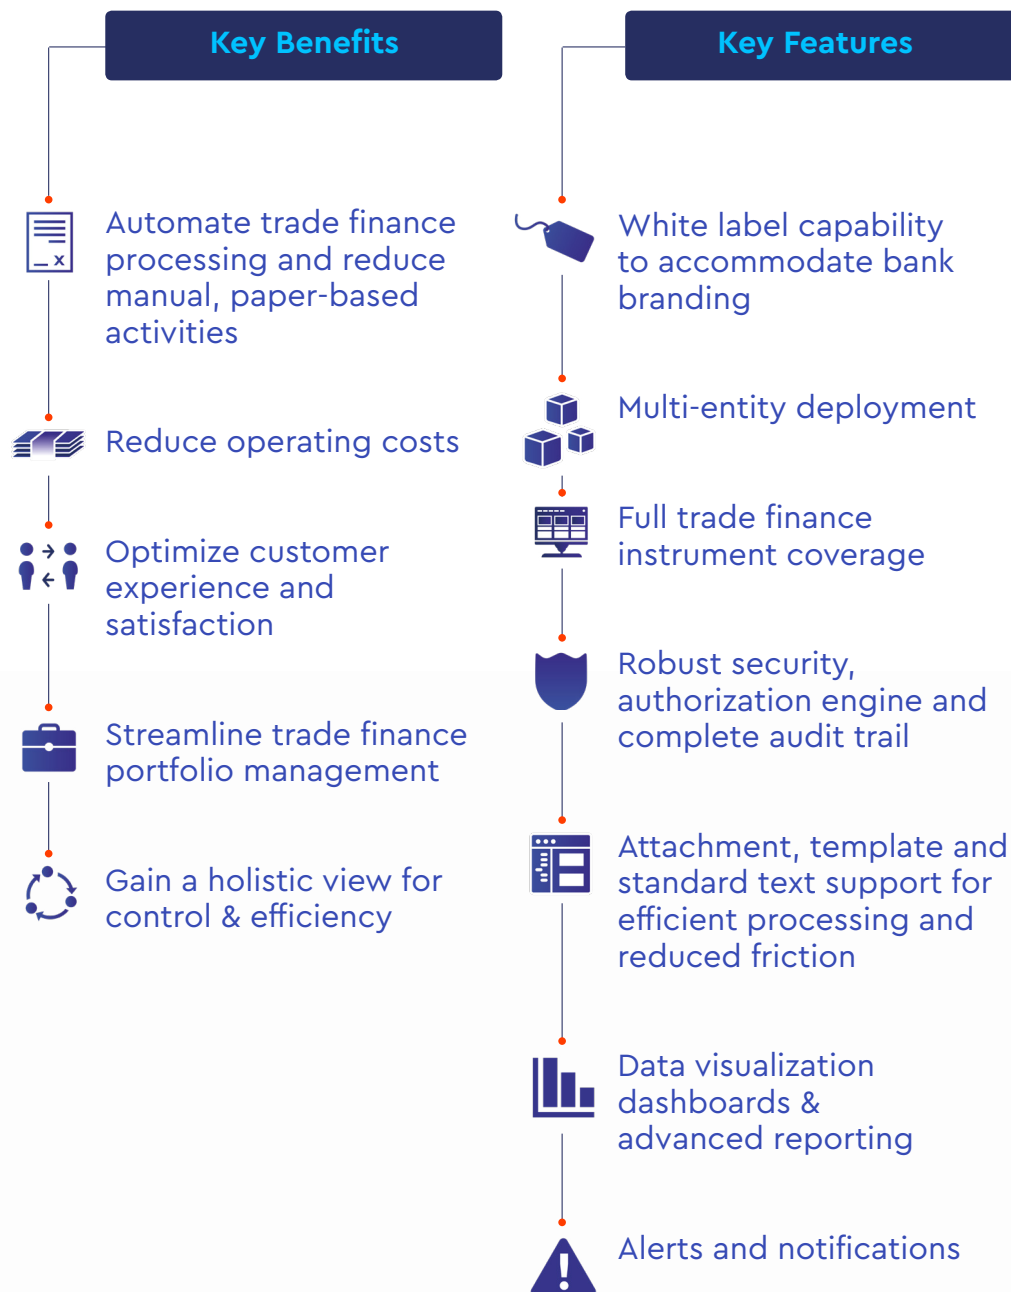 Key Benefits
Automate trade finance
processing and reduce
manual, paper-based
activities
Reduce operating costs
Optimize customer
experience and
satisfaction
Streamline trade finance
portfolio management
Gain a holistic view for
control & efficiency
Key Features
White label capability
to accommodate bank
branding
Multi-entity deployment
Full trade finance
instrument coverage
Robust security,
authorization engine and
complete audit trail
Attachment, template and
standard text support for
efficient processing and
reduced friction
Data visualization
dashboards &
advanced reporting
Alerts and notifications